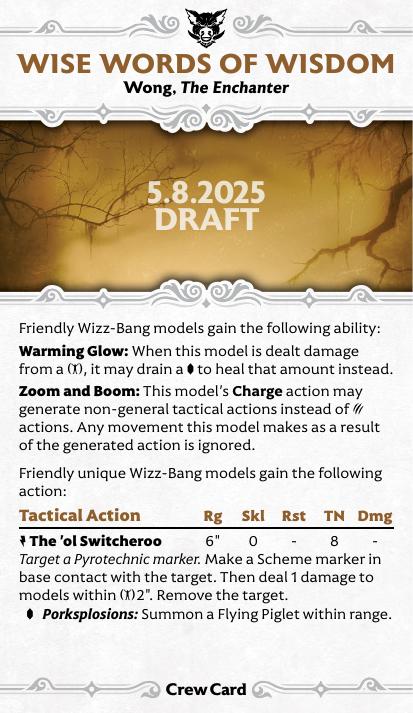 WISE WORDS OF WISDOM
Wong, The Enchanter
5.8.2025
DRAFT
Friendly Wizz-Bang models gain the following ability:
Warming Glow: When this model is dealt damage
from a (), it may drain a to heal that amount instead.
Zoom and Boom: This model's Charge action may
generate non-general tactical actions instead of
actions. Any movement this model makes as a result
of the generated action is ignored.
Friendly unique Wizz-Bang models gain the following
action:
Tactical Action Rg Skl Rst TN Dmg
The 'ol Switcheroo 6" 0 - 8 -
Target a Pyrotechnic marker. Make a Scheme marker in
base contact with the target. Then deal 1 damage to
models within ()2". Remove the target.
Porksplosions: Summon a Flying Piglet within range.
Crew Card